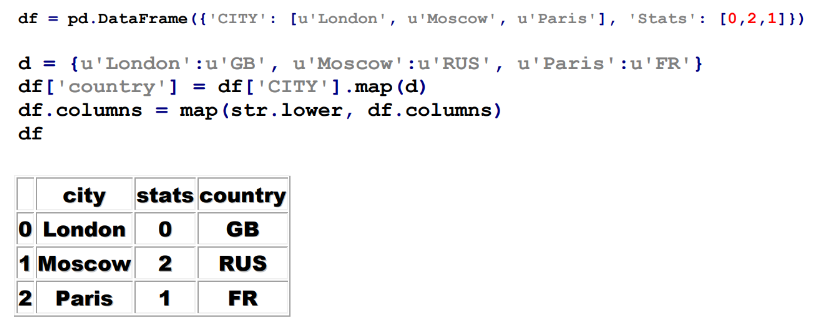 df = pd.DataFrame({'CITY': [u'London', u'Moscow', u'Paris'], 'Stats': [0,2,1]})
d = {u'London':u'GB', u'Moscow':u'RUS', u'Paris':u'FR'}
df['country'] = df['CITY'].map(d)
df.columns = map(str.lower, df.columns)
df
city stats country
0 London 0 GB
1 Moscow 2 RUS
2 Paris 1 FR